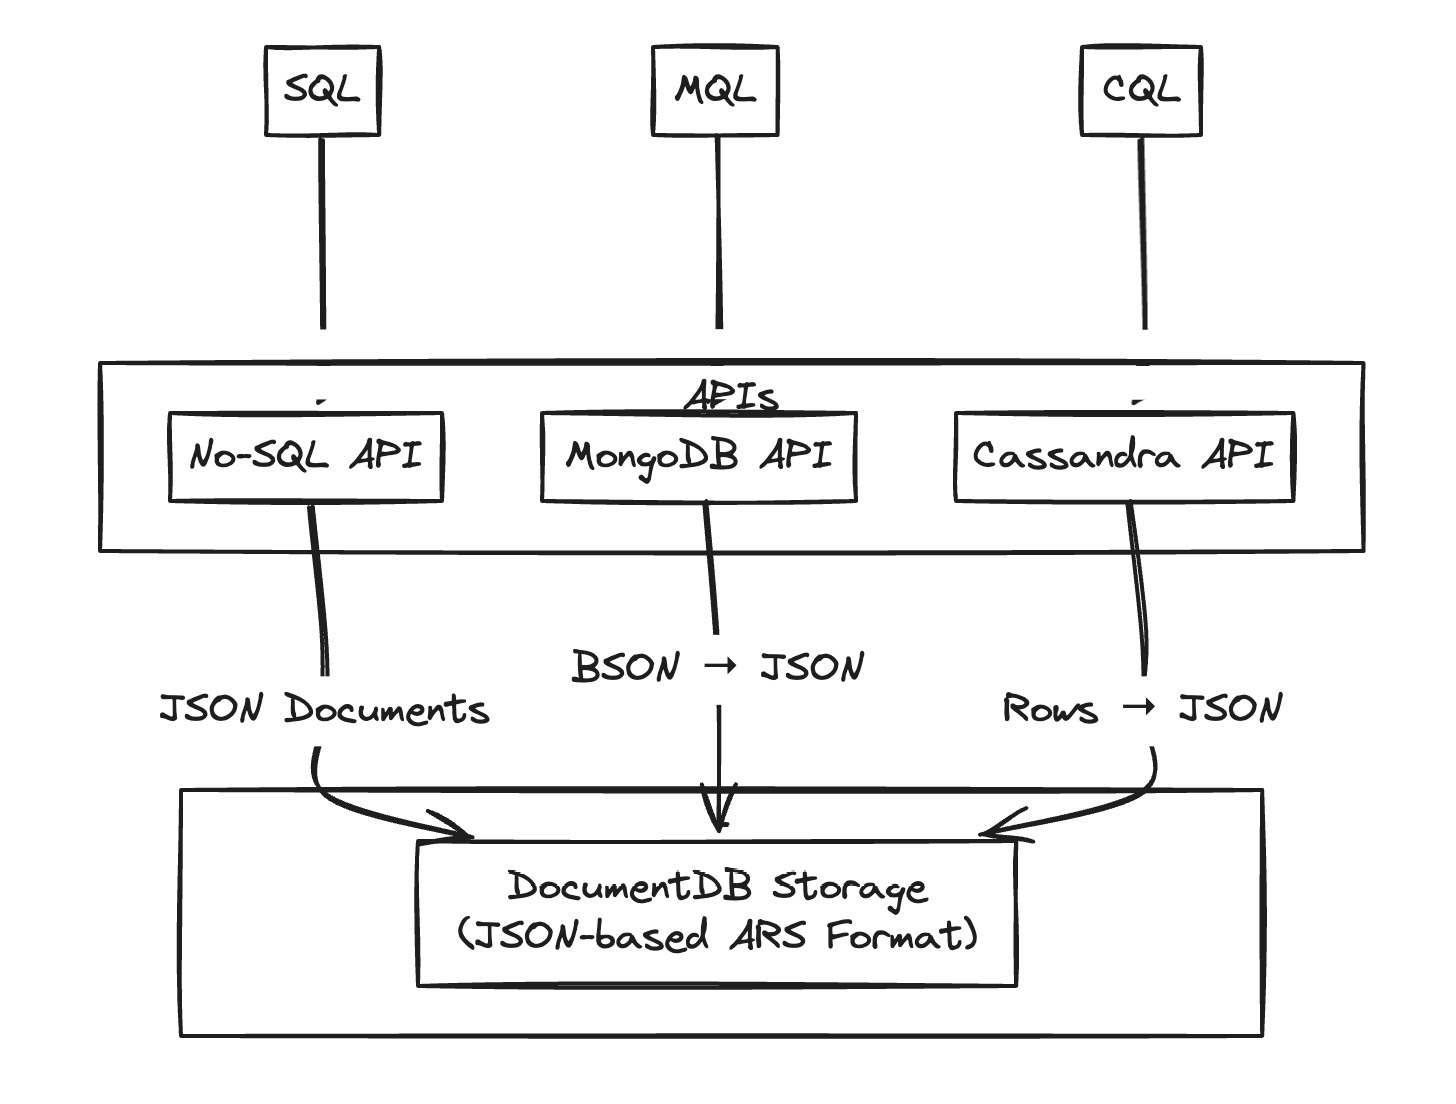 SQL
MQL
CQL
APIs
No-SQL API
MongoDB API
Cassandra API
BSON → JSON
JSON Documents
Rows → JSON
DocumentDB Storage
(JSON-based ARS Format)